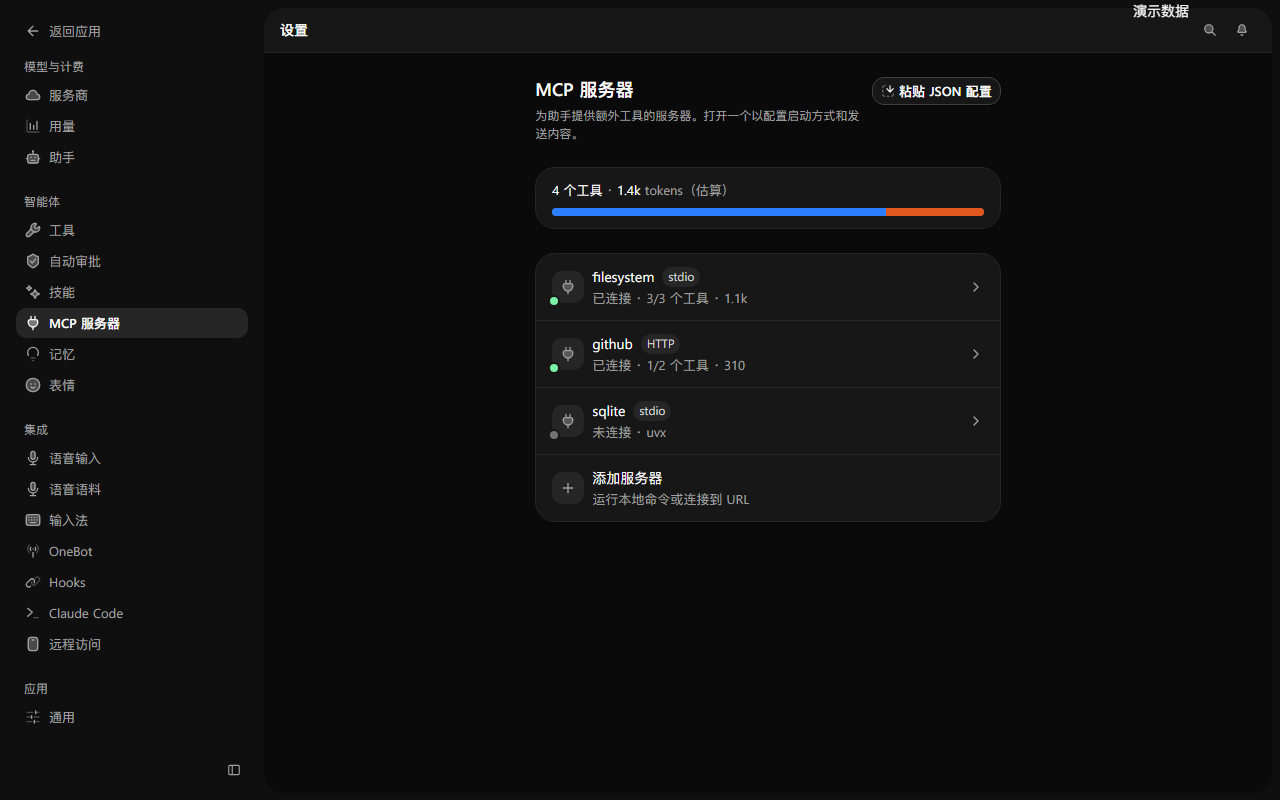 演示数据
返回应用
模型与计费
服务商
用量
助手
智能体
工具
自动审批
技能
MCP 服务器
记忆
表情
集成
语音输入
语音语料
输入法
OneBot
Hooks
Claude Code
远程访问
应用
通用
设置
MCP 服务器
粘贴 JSON 配置
为助手提供额外工具的服务器。打开一个以配置启动方式和发
送内容。
4 个工具 · 1.4k tokens（估算）
filesystem stdio
已连接 · 3/3 个工具 · 1.1k
github HTTP
已连接 · 1/2 个工具 · 310
sqlite stdio
未连接 · uvx
添加服务器
运行本地命令或连接到 URL